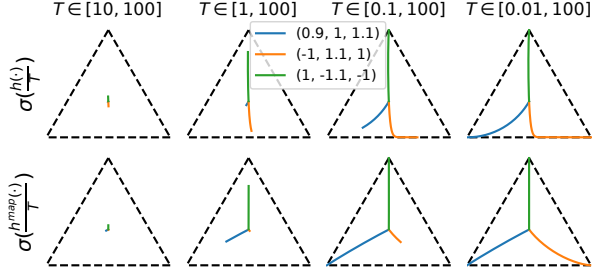 T ∈ [10, 100] T ∈ [1, 100] T ∈ [0.1, 100] T ∈ [0.01, 100]
(0.9, 1, 1.1)
(-1, 1.1, 1)
(1, -1.1, -1)
σ(h(·)/T)
σ(h^{map}(·)/T)